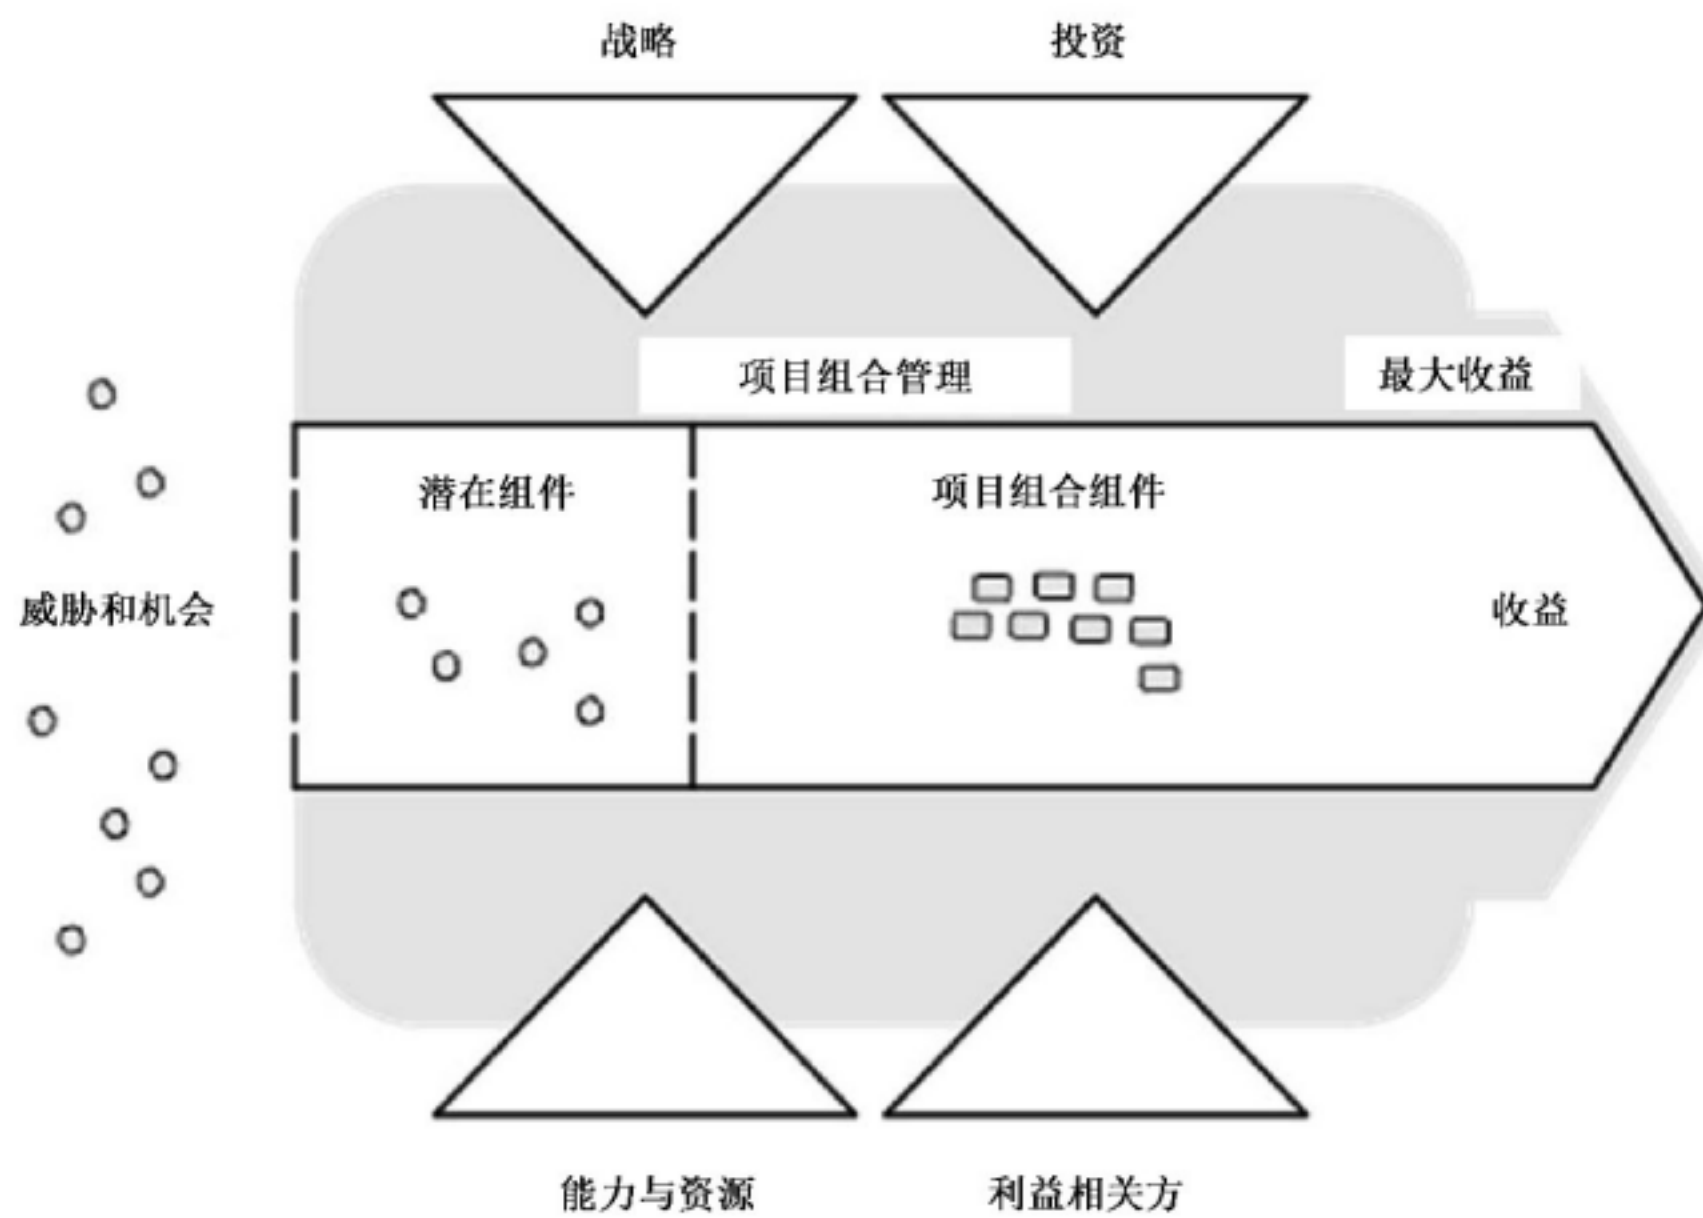 战略
投资
项目组合管理
最大收益
潜在组件
项目组合组件
威胁和机会
收益
能力与资源
利益相关方